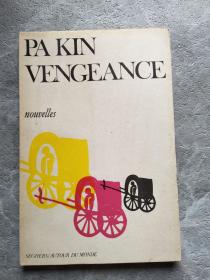 PA KIN
VENGEANCE
nouvelles
SEGHERS/AUTOUR DU MONDE